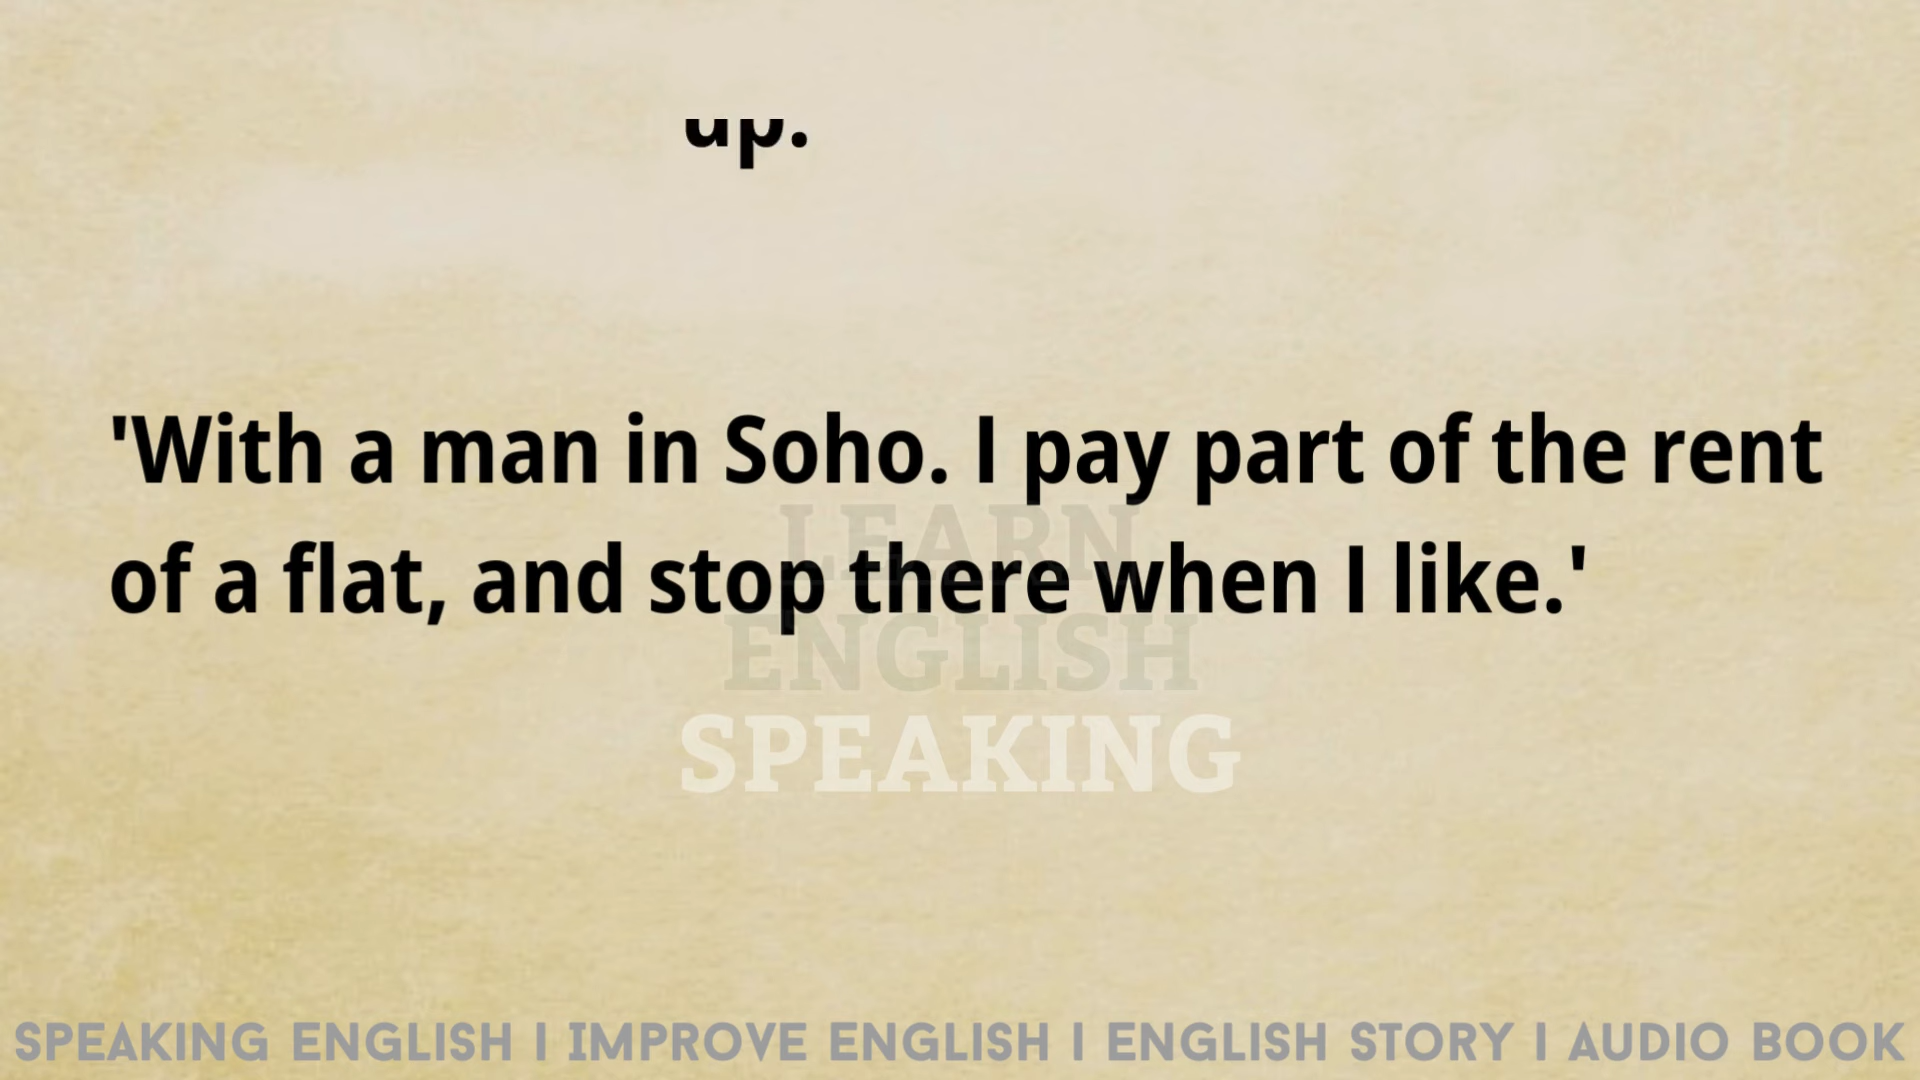 up.
'With a man in Soho. I pay part of the rent
of a flat, and stop there when I like.'
LEARN
ENGLISH
SPEAKING
SPEAKING ENGLISH I IMPROVE ENGLISH I ENGLISH STORY I AUDIO BOOK